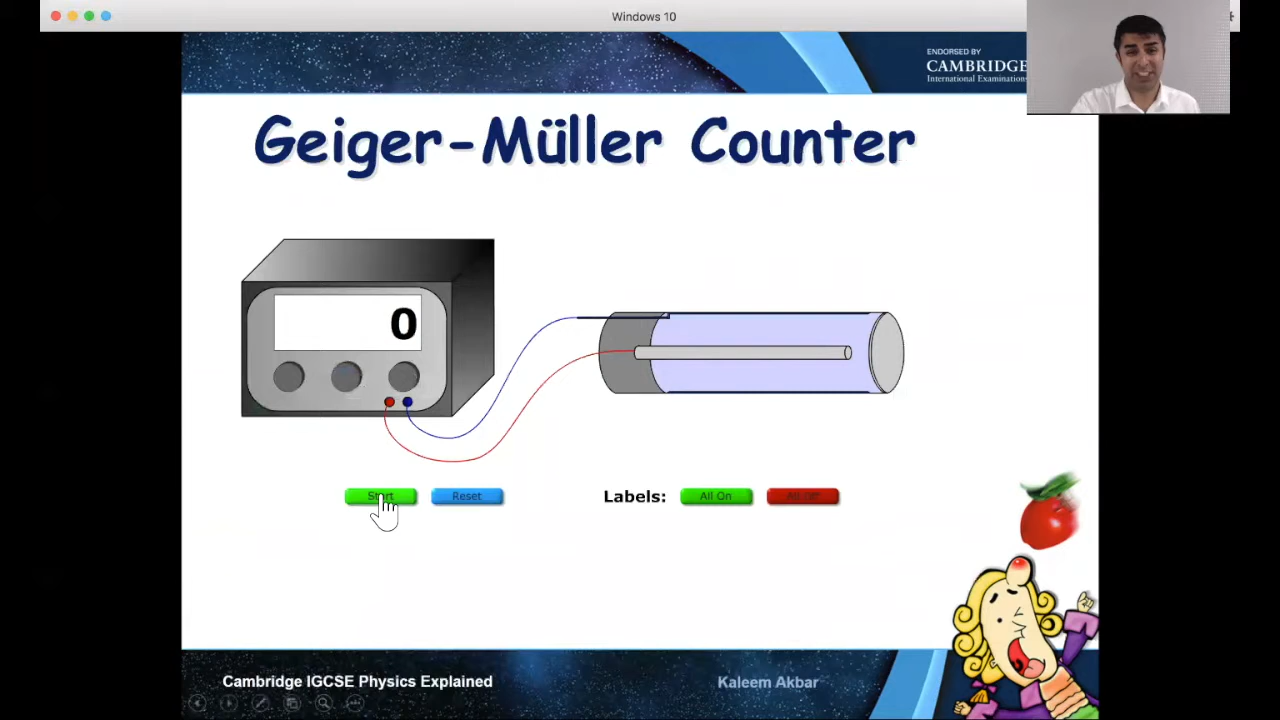 Windows 10
ENDORSED BY
CAMBRIDGE
International Examinations
Geiger-Müller Counter
0
Start
Reset
Labels:
All On
All Off
Cambridge IGCSE Physics Explained
Kaleem Akbar